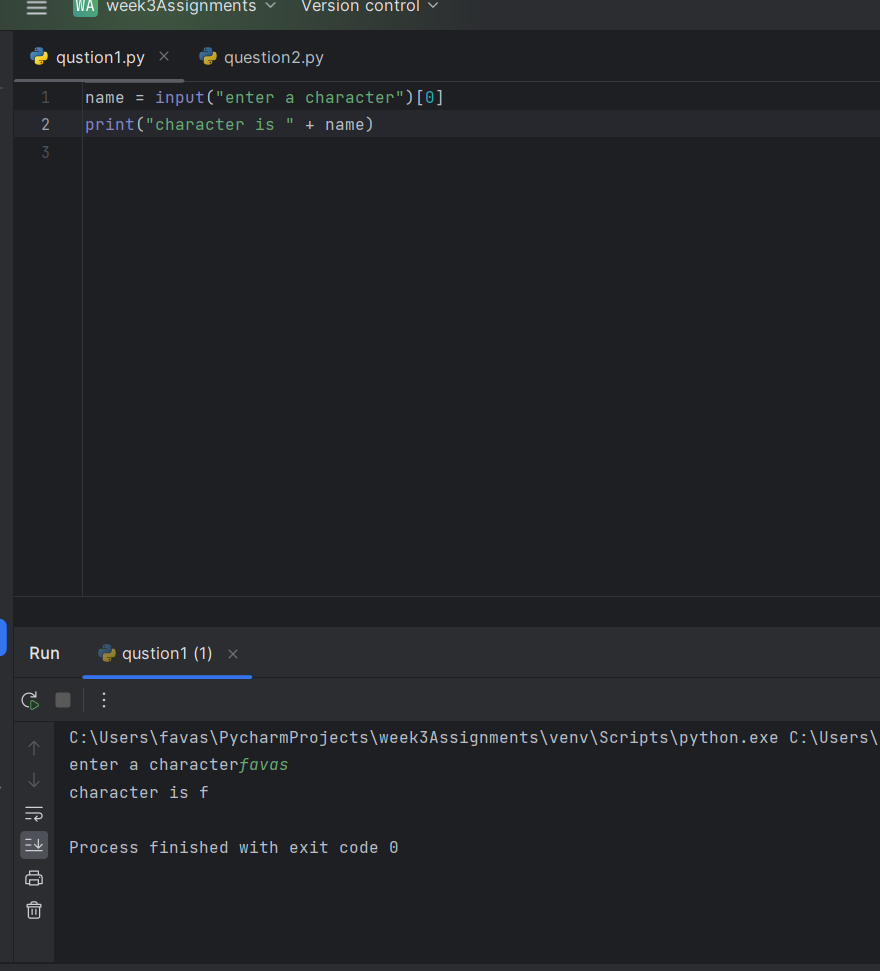 WA week3Assignments Version control
qustion1.py question2.py
1 name = input("enter a character")[0]
2 print("character is " + name)
3
Run qustion1 (1)
C:\Users\favas\PycharmProjects\week3Assignments\venv\Scripts\python.exe C:\Users\
enter a characterfavas
character is f
Process finished with exit code 0